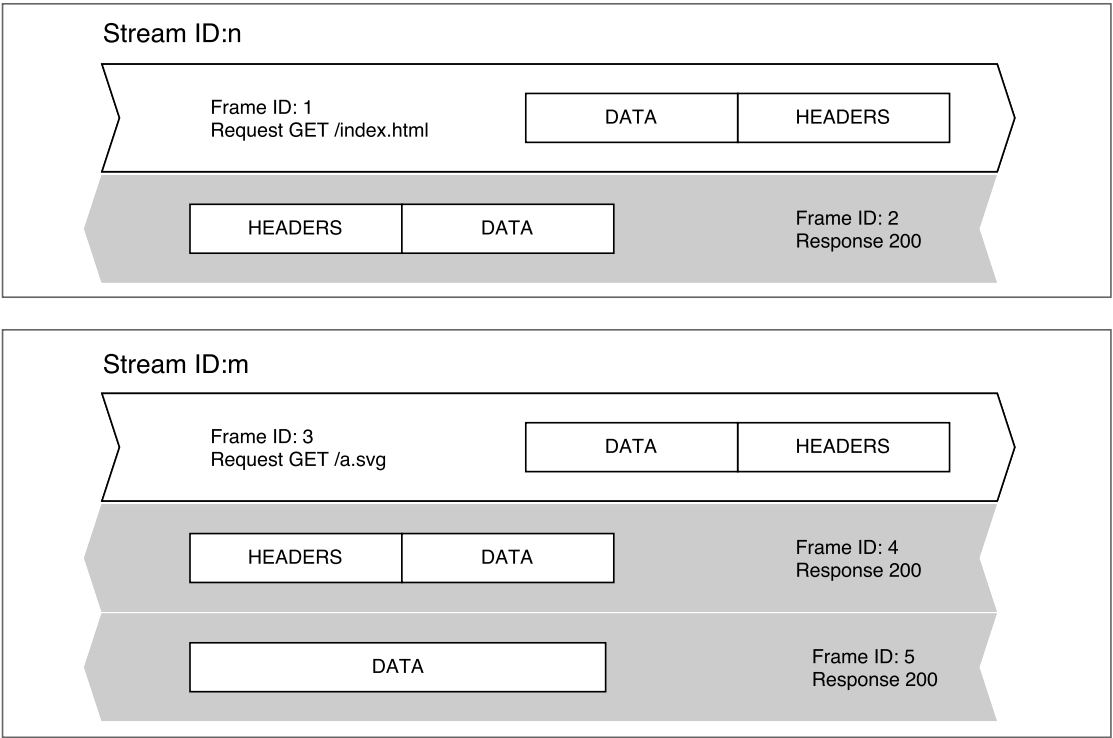 Stream ID:n
Frame ID: 1
Request GET /index.html
DATA
HEADERS
HEADERS
DATA
Frame ID: 2
Response 200
Stream ID:m
Frame ID: 3
Request GET /a.svg
DATA
HEADERS
HEADERS
DATA
Frame ID: 4
Response 200
DATA
Frame ID: 5
Response 200